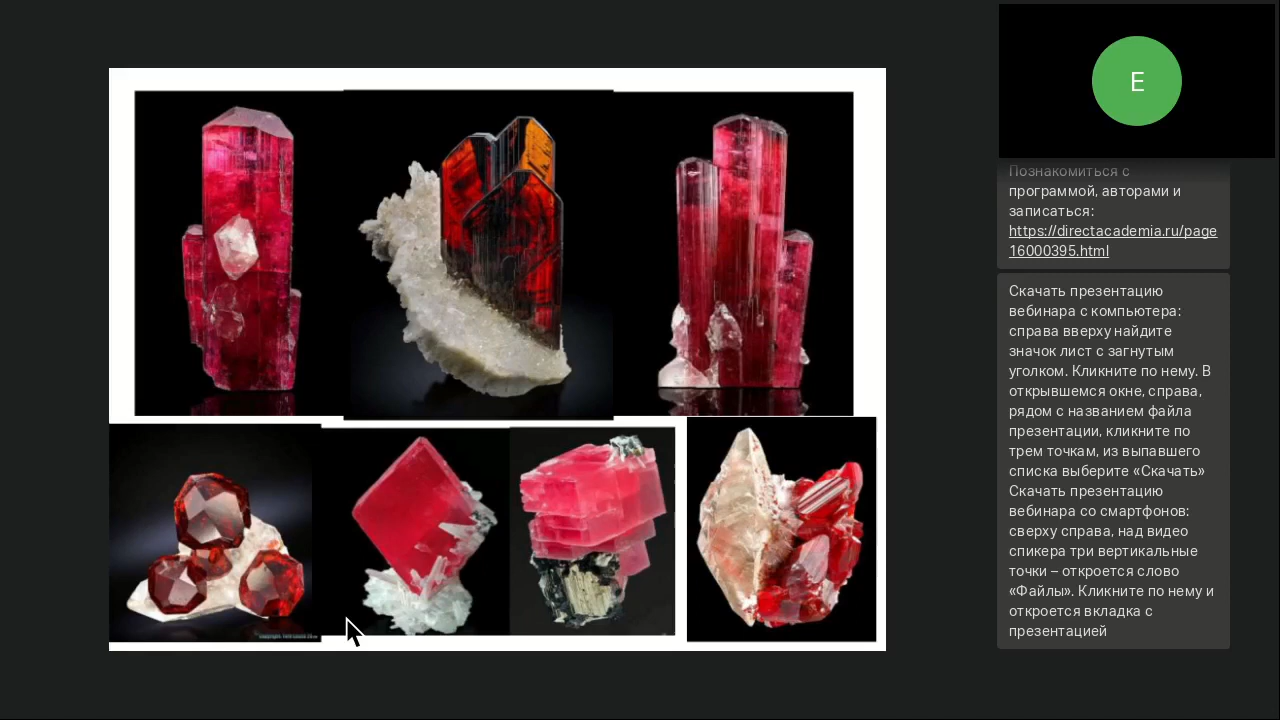 E
Познакомиться с
программой, авторами и
записаться:
https://directacademia.ru/page
16000395.html
Скачать презентацию
вебинара с компьютера:
справа вверху найдите
значок лист с загнутым
уголком. Кликните по нему. В
открывшемся окне, справа,
рядом с названием файла
презентации, кликните по
трем точкам, из выпавшего
списка выберите «Скачать»
Скачать презентацию
вебинара со смартфонов:
сверху справа, над видео
спикера три вертикальные
точки – откроется слово
«Файлы». Кликните по нему и
откроется вкладка с
презентацией